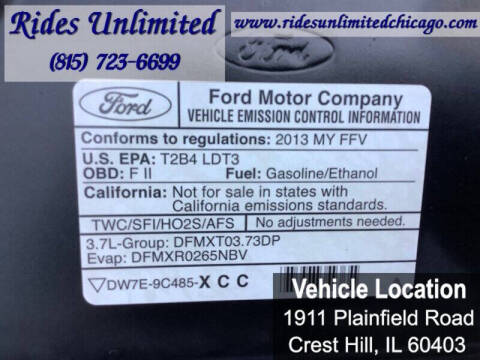 Rides Unlimited
(815) 723-6699
www.ridesunlimitedchicago.com
Ford
Ford
Ford Motor Company
VEHICLE EMISSION CONTROL INFORMATION
Conforms to regulations: 2013 MY FFV
U.S. EPA: T2B4 LDT3
OBD: F II Fuel: Gasoline/Ethanol
California: Not for sale in states with
California emissions standards.
TWC/SFI/HO2S/AFS No adjustments needed.
3.7L-Group: DFMXT03.73DP
Evap: DFMXR0265NBV
DW7E-9C485-XCC
Vehicle Location
1911 Plainfield Road
Crest Hill, IL 60403